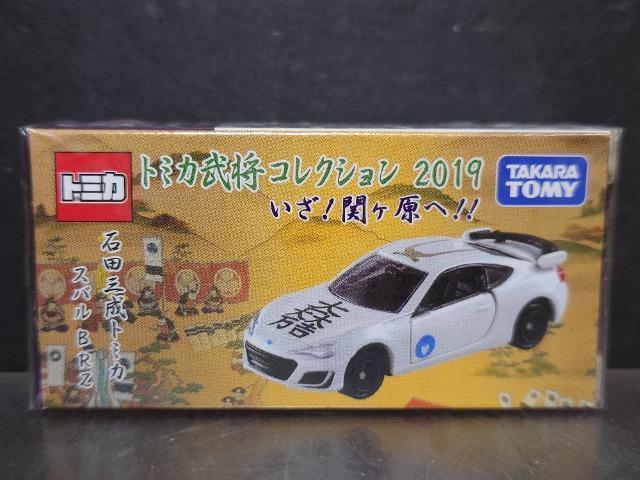 トミカ
トミカ武将コレクション 2019
TAKARA
TOMY
いざ!関ヶ原へ!!
石田三成トミカ
スバル BRZ
大一大万大吉